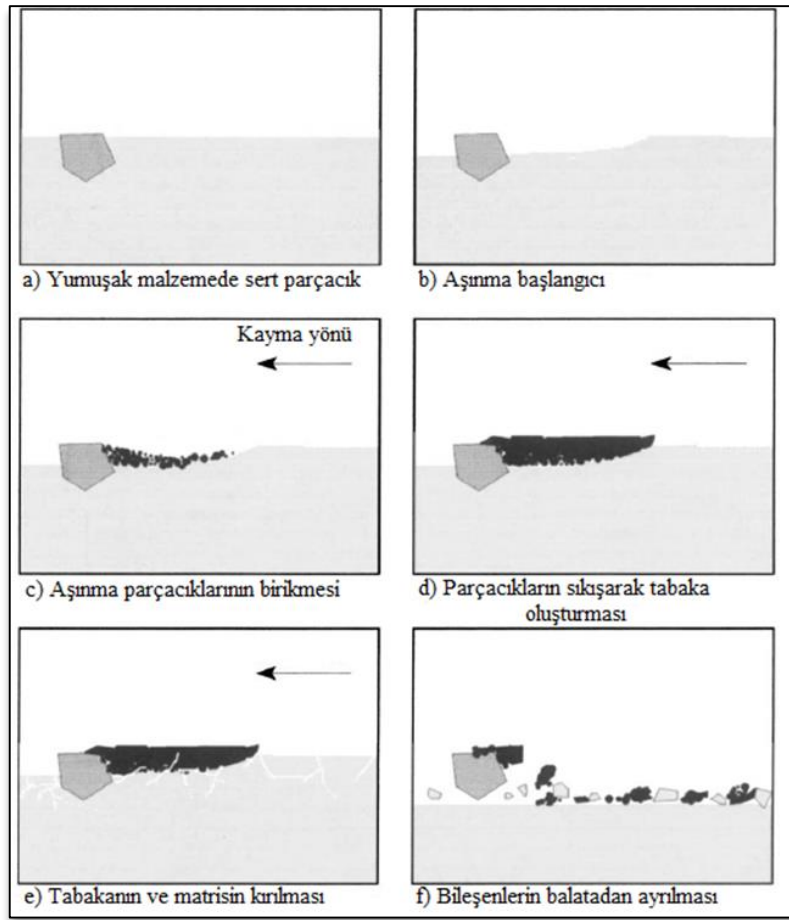 a) Yumuşak malzemede sert parçacık
b) Aşınma başlangıcı
Kayma yönü
c) Aşınma parçacıklarının birikmesi
d) Parçacıkların sıkışarak tabaka
oluşturması
e) Tabakanın ve matrisin kırılması
f) Bileşenlerin balatadan ayrılması